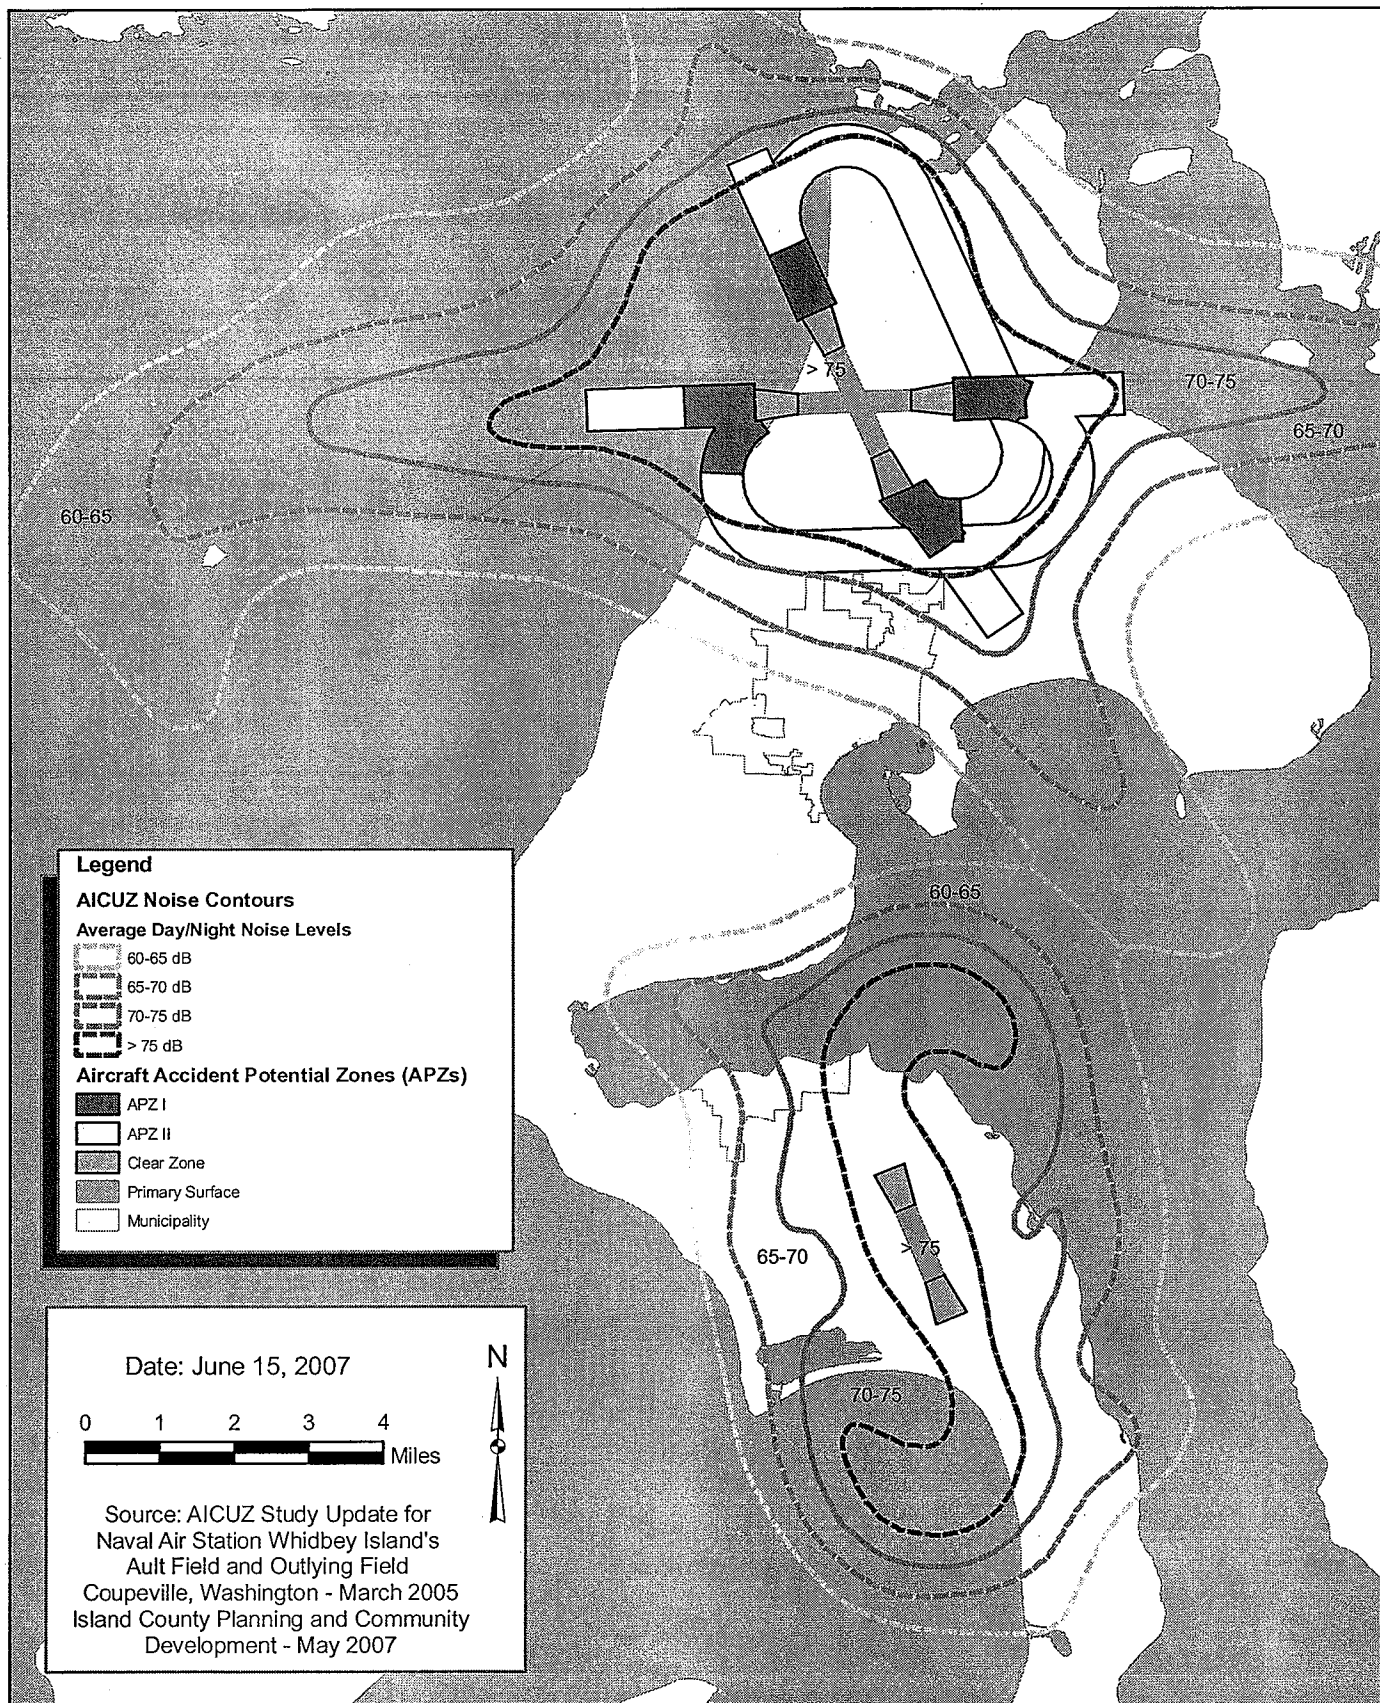 > 75
70-75
65-70
60-65
60-65
Legend
AICUZ Noise Contours
Average Day/Night Noise Levels
60-65 dB
65-70 dB
70-75 dB
> 75 dB
Aircraft Accident Potential Zones (APZs)
APZ I
APZ II
Clear Zone
Primary Surface
Municipality
> 75
65-70
70-75
Date: June 15, 2007
N
0 1 2 3 4
Miles
Source: AICUZ Study Update for
Naval Air Station Whidbey Island's
Ault Field and Outlying Field
Coupeville, Washington - March 2005
Island County Planning and Community
Development - May 2007